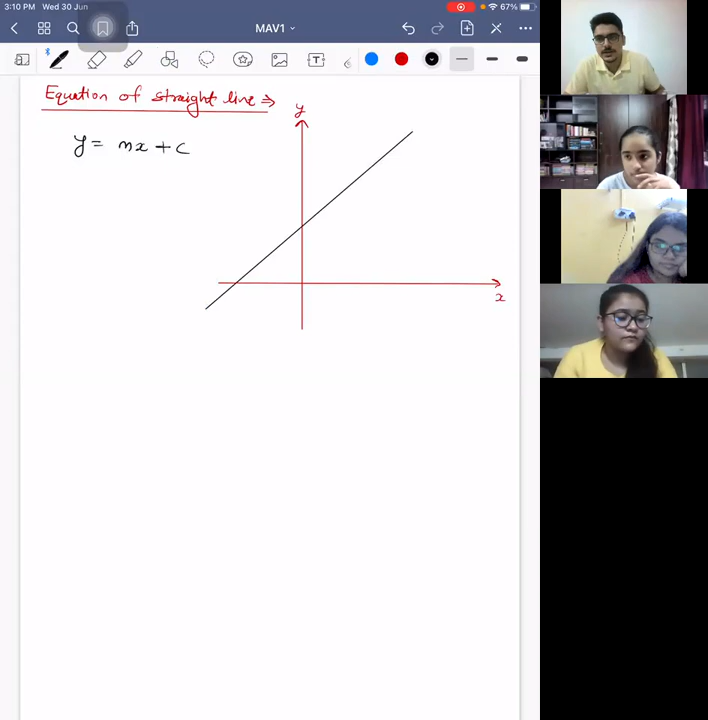 3:10 PM Wed 30 Jun 67%
MAV1
T
Equation of straight line ⇒
y
y = mx + c
x